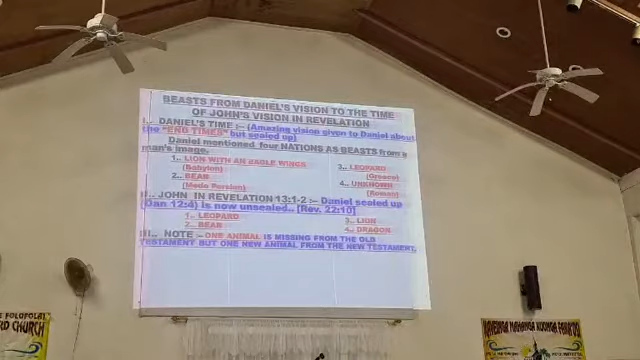 BEASTS FROM DANIEL'S VISION TO THE TIME
OF JOHN'S VISION IN REVELATION
I.. DANIEL'S TIME :- (Amazing vision given to Daniel about
the "END TIMES" but sealed up)
Daniel mentioned four NATIONS AS BEASTS from a
man's image.
1.. LION WITH AN EAGLE WINGS
(Babylon)
2.. BEAR
(Medo Persian)
3.. LEOPARD
(Greece)
4.. UNKNOWN
(Roman)
II.. JOHN IN REVELATION 13:1-2 :- Daniel sealed up
(Dan 12:4) is now unsealed.. [Rev. 22:10]
1.. LEOPARD
2.. BEAR
3.. LION
4.. DRAGON
III.. NOTE :- ONE ANIMAL IS MISSING FROM THE OLD
TESTAMENT BUT ONE NEW ANIMAL FROM THE NEW TESTAMENT.
CHURCH